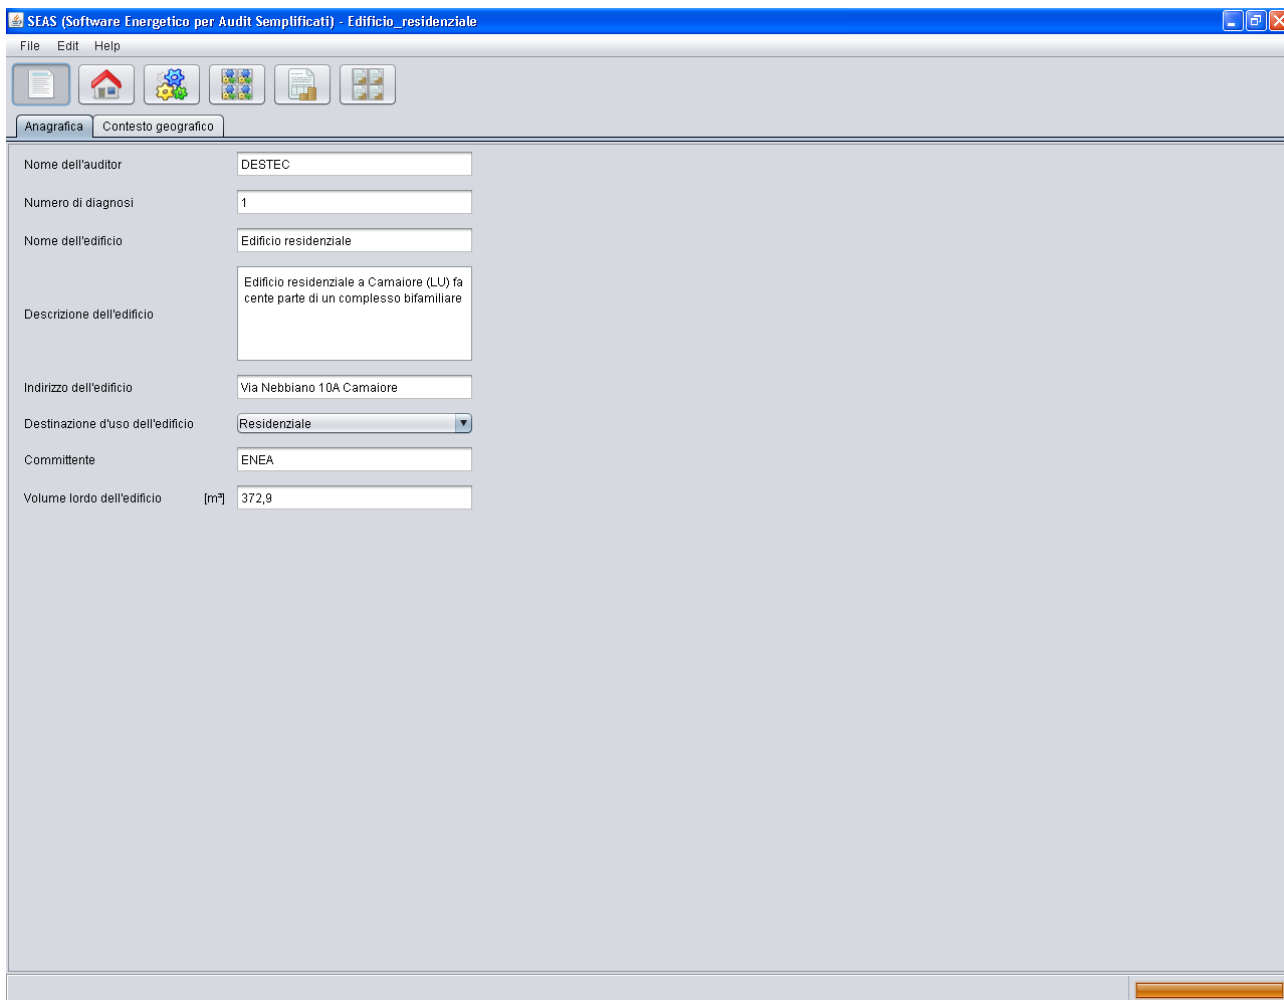 SEAS (Software Energetico per Audit Semplificati) - Edificio_residenziale
File Edit Help
Anagrafica Contesto geografico
Nome dell'auditor DESTEC
Numero di diagnosi 1
Nome dell'edificio Edificio residenziale
Descrizione dell'edificio
Edificio residenziale a Camaiore (LU) fa
cente parte di un complesso bifamiliare
Indirizzo dell'edificio Via Nebbiano 10A Camaiore
Destinazione d'uso dell'edificio Residenziale
Committente ENEA
Volume lordo dell'edificio [m³] 372,9